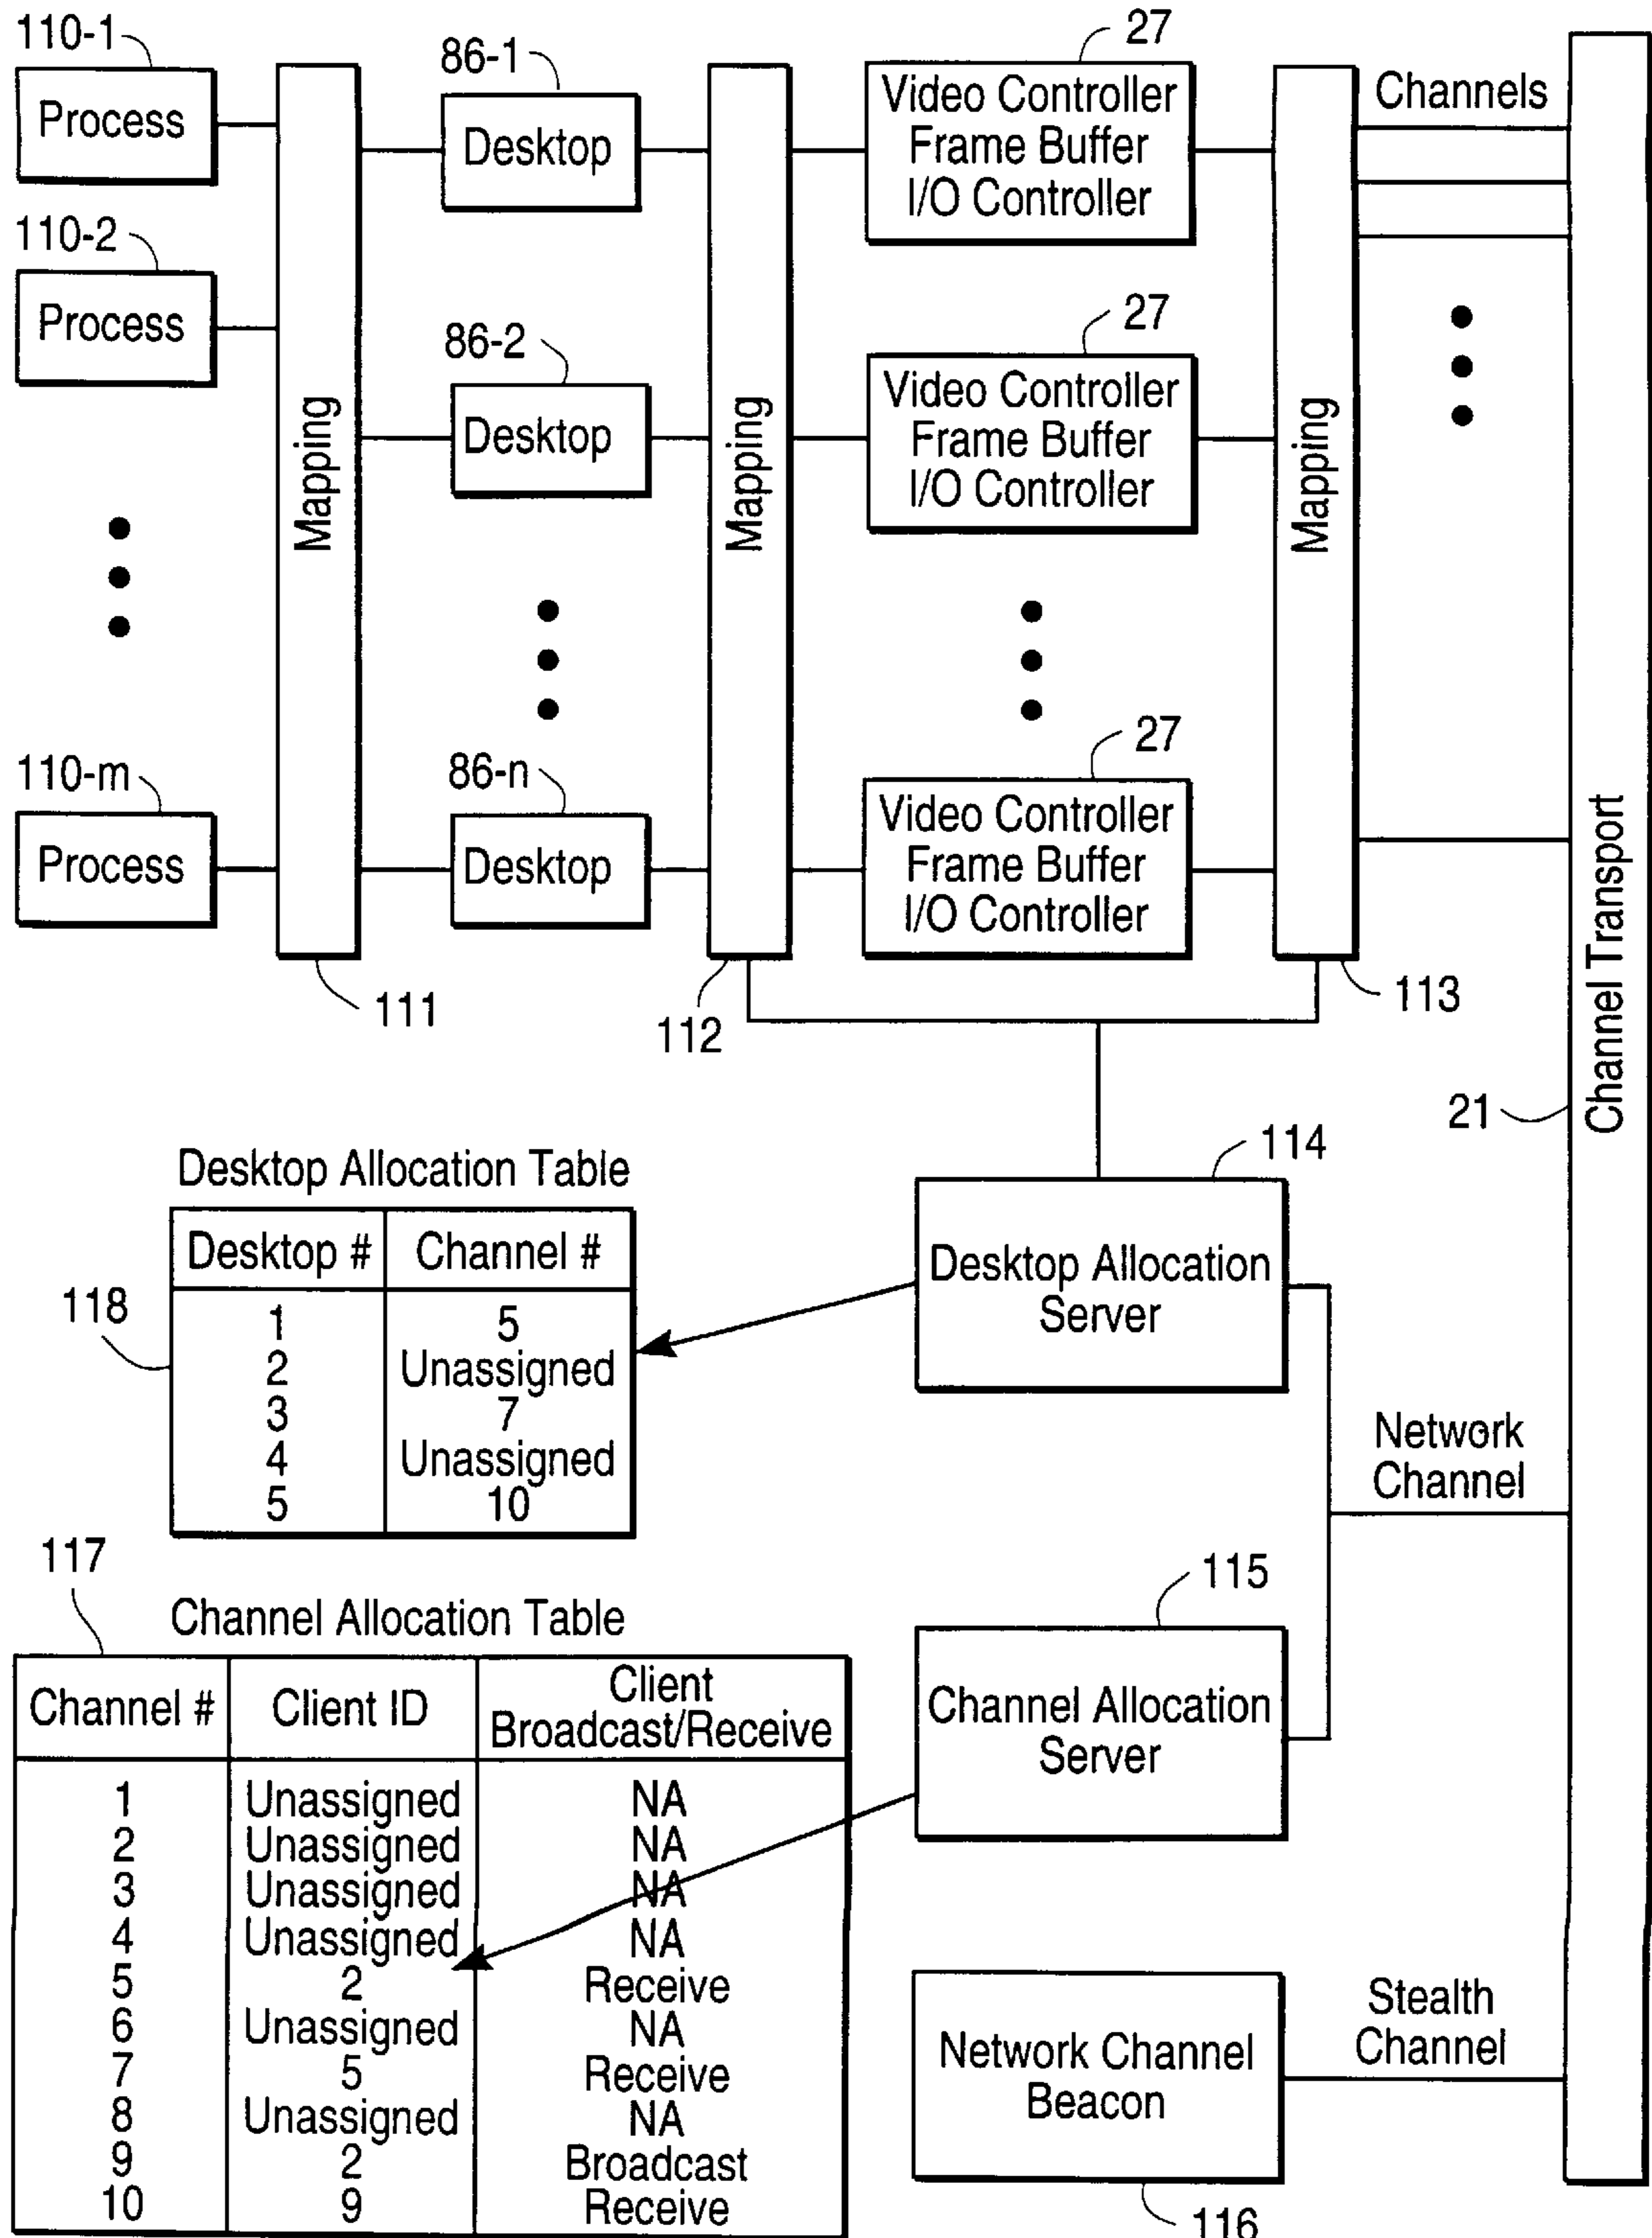 110-1
Process
110-2
Process
110-m
Process
Mapping
111
86-1
Desktop
86-2
Desktop
86-n
Desktop
Mapping
112
27
Video Controller
Frame Buffer
I/O Controller
27
Video Controller
Frame Buffer
I/O Controller
27
Video Controller
Frame Buffer
I/O Controller
Mapping
113
Channels
Channel Transport
21
114
Desktop Allocation
Server
Desktop Allocation Table
118
Desktop # Channel #
1 5
2 Unassigned
3 7
4 Unassigned
5 10
Network
Channel
115
Channel Allocation
Server
117
Channel Allocation Table
Channel # Client ID Client
Broadcast/Receive
1 Unassigned NA
2 Unassigned NA
3 Unassigned NA
4 Unassigned NA
5 2 Receive
6 Unassigned NA
7 5 Receive
8 Unassigned NA
9 2 Broadcast
10 9 Receive
Stealth
Channel
Network Channel
Beacon
116